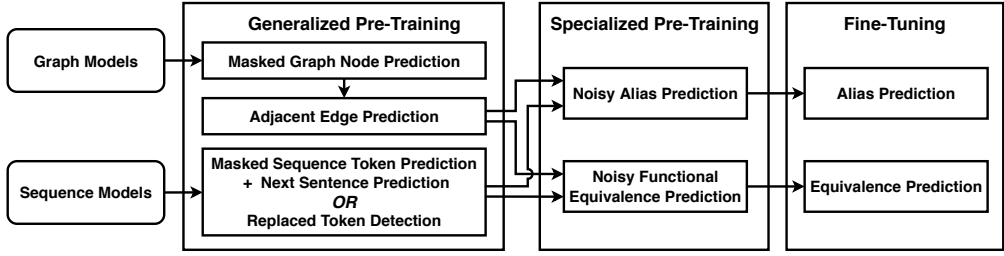 Generalized Pre-Training
Specialized Pre-Training
Fine-Tuning
Graph Models
Masked Graph Node Prediction
Adjacent Edge Prediction
Noisy Alias Prediction
Alias Prediction
Sequence Models
Masked Sequence Token Prediction
+ Next Sentence Prediction
OR
Replaced Token Detection
Noisy Functional
Equivalence Prediction
Equivalence Prediction